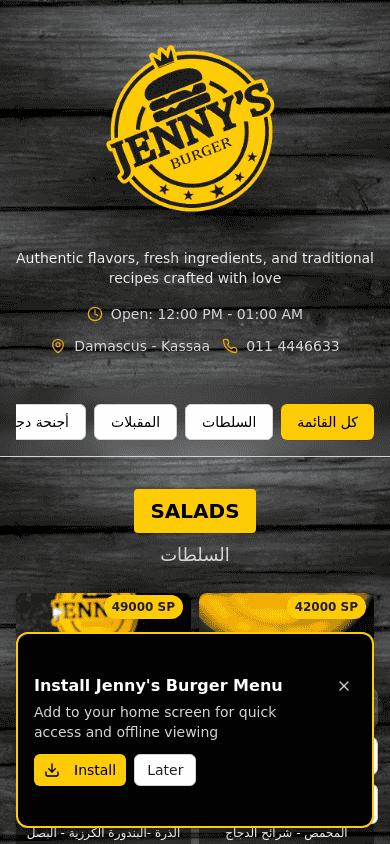 JENNY'S
BURGER
Authentic flavors, fresh ingredients, and traditional
recipes crafted with love
Open: 12:00 PM - 01:00 AM
Damascus - Kassaa 011 4446633
كل القائمة
السلطات
المقبلات
أجنحة دجا
SALADS
السلطات
49000 SP
42000 SP
Install Jenny's Burger Menu
Add to your home screen for quick
access and offline viewing
Install
Later
المحمص - شرائح الدجاج
الذرة -البندورة الكرزية - البصل